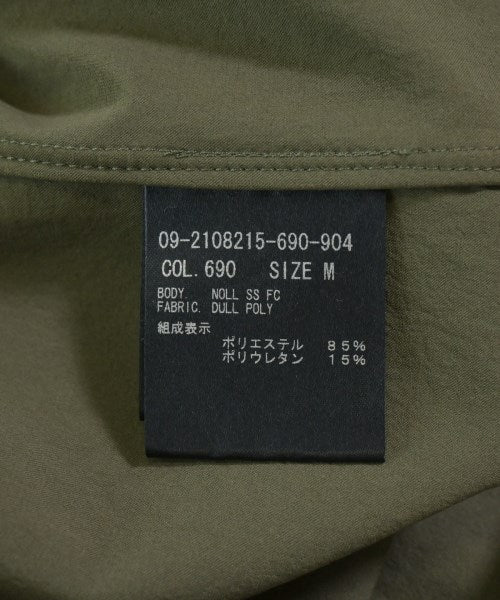 09-2108215-690-904
COL. 690 SIZE M
BODY. NOLL SS FC
FABRIC. DULL POLY
組成表示
ポリエステル 85%
ポリウレタン 15%